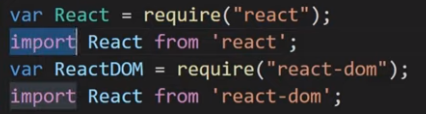 var React = require("react");
import React from 'react';
var ReactDOM = require("react-dom");
import React from 'react-dom';